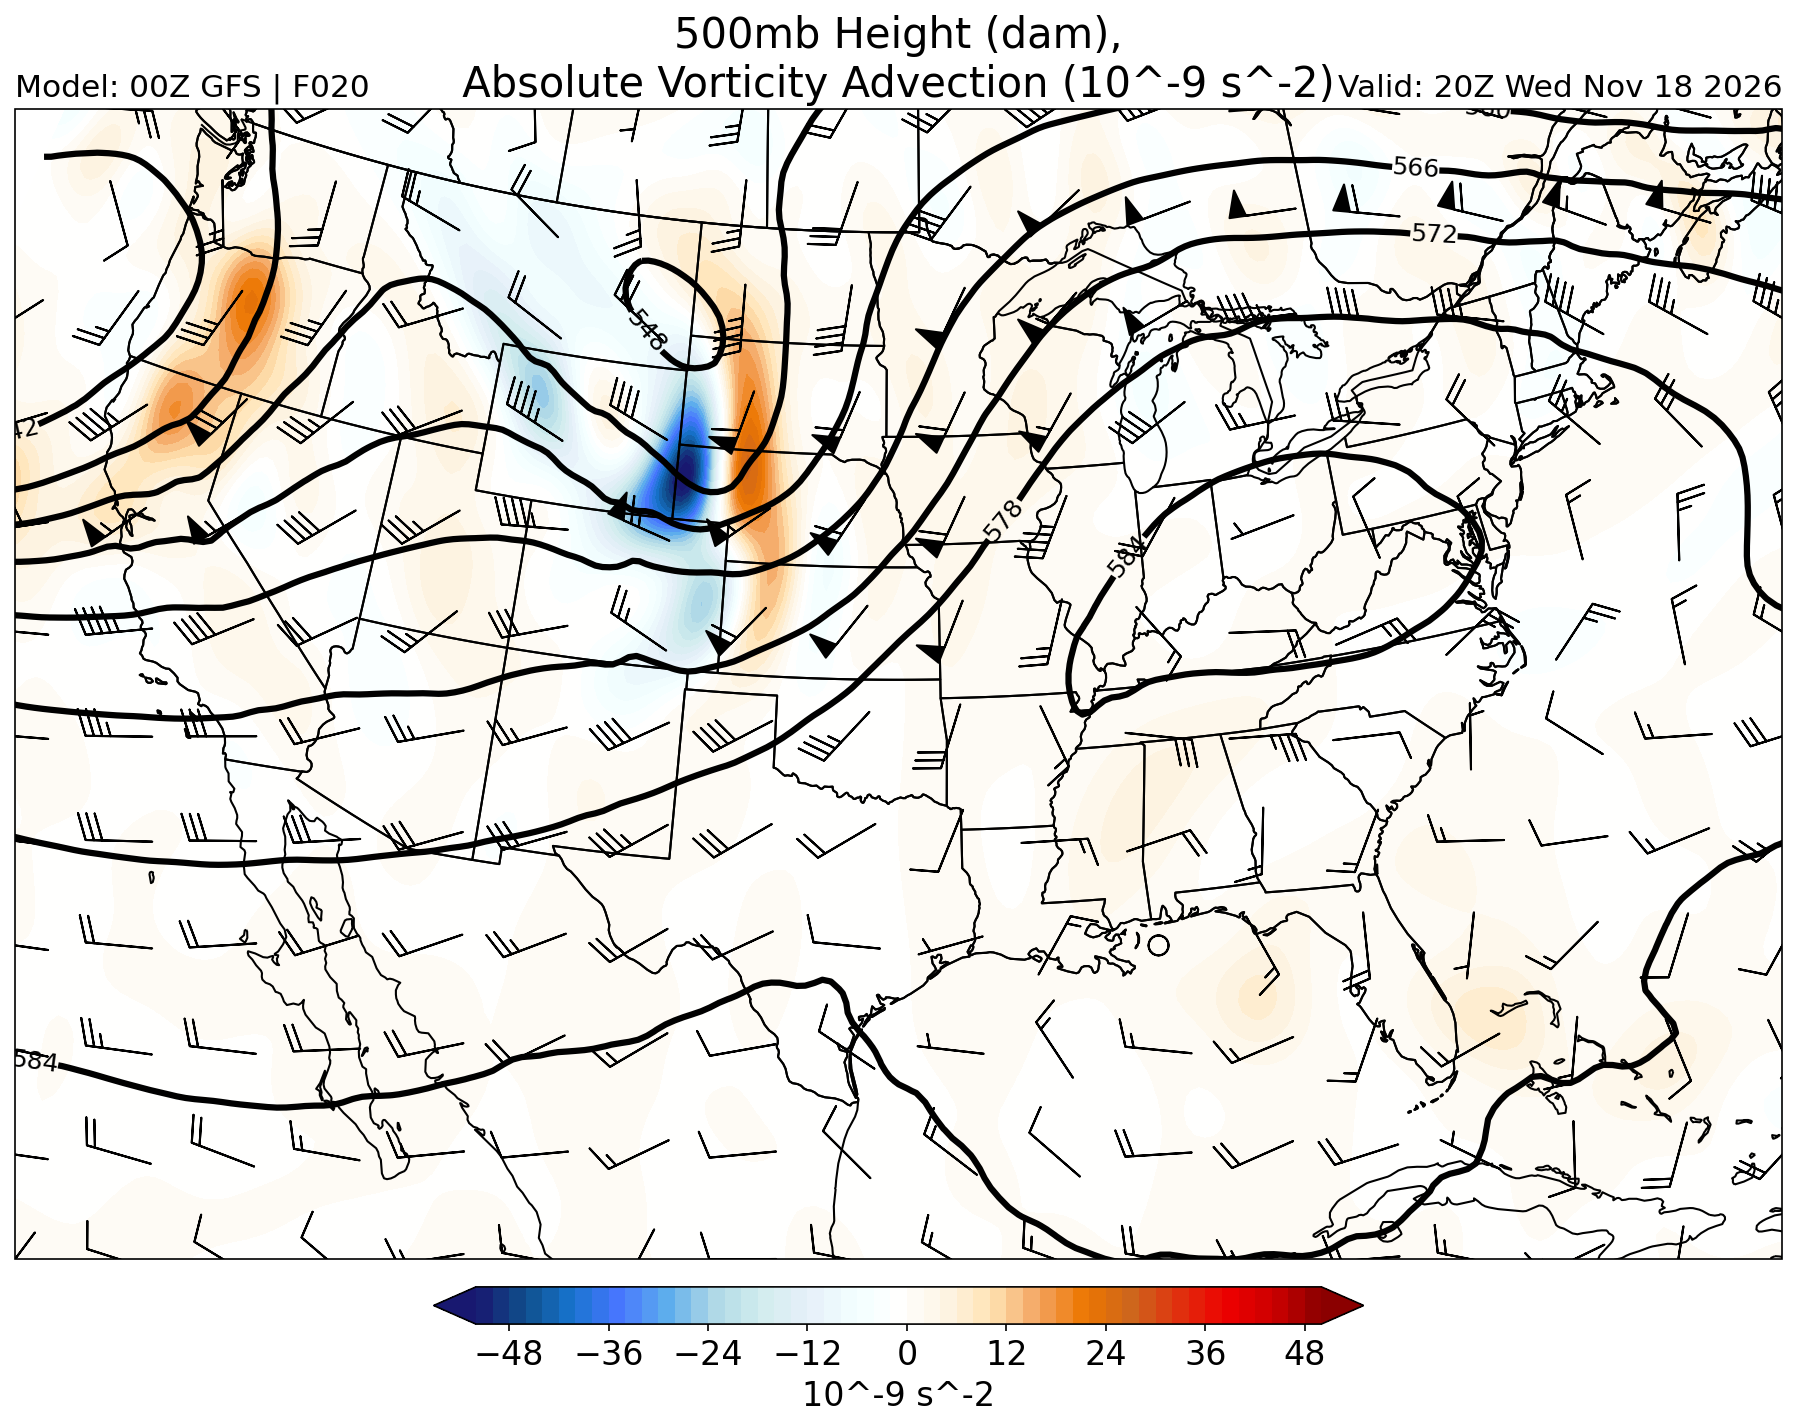 500mb Height (dam),
Model: 00Z GFS | F020
Absolute Vorticity Advection (10^-9 s^-2)
Valid: 20Z Wed Nov 18 2026
566
572
548
578
584
584
−48 −36 −24 −12 0 12 24 36 48
10^-9 s^-2